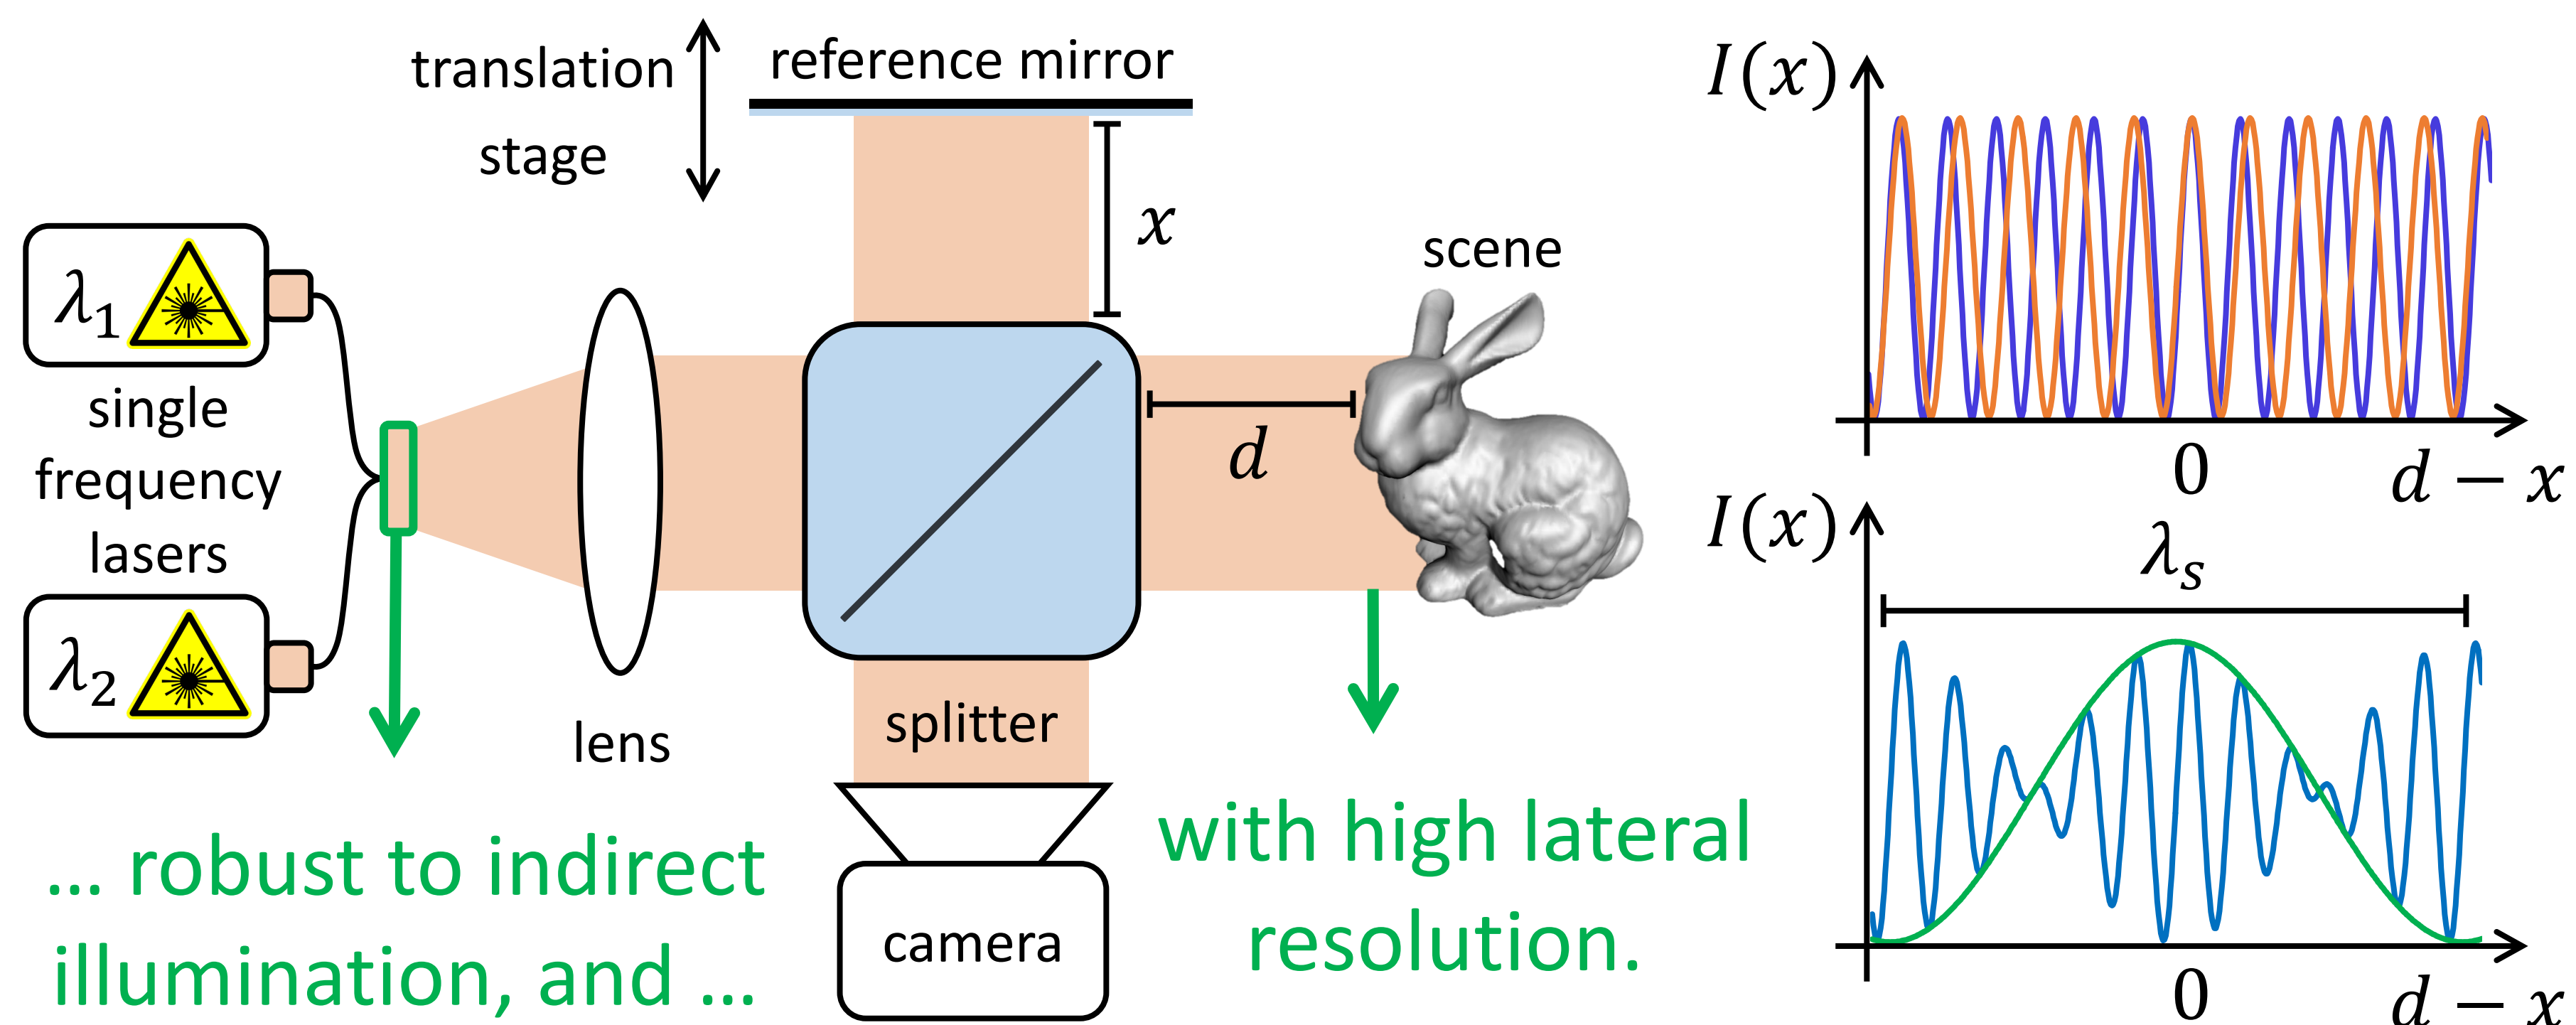 translation
stage
reference mirror
x
λ1
single
frequency
lasers
λ2
lens
splitter
camera
d
scene
... robust to indirect
illumination, and ...
with high lateral
resolution.
I(x)
0
d − x
I(x)
λs
0
d − x